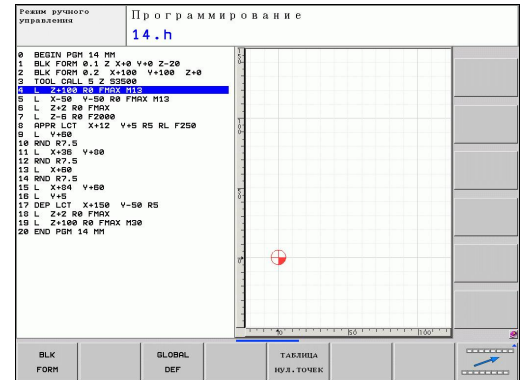 Режим ручного
управления
Программирование
14.h
0 BEGIN PGM 14 MM
1 BLK FORM 0.1 Z X+0 Y+0 Z-20
2 BLK FORM 0.2 X+100 Y+100 Z+0
3 TOOL CALL 5 Z S3500
4 L Z+100 R0 FMAX M13
5 L X-50 Y-50 R0 FMAX M13
6 L Z+2 R0 FMAX
7 L Z-6 R0 F2000
8 APPR LCT X+12 Y+5 R5 RL F250
9 L Y+60
10 RND R7.5
11 L X+36 Y+80
12 RND R7.5
13 L X+60
14 RND R7.5
15 L X+84 Y+60
16 L Y+5
17 DEP LCT X+150 Y-50 R5
18 L Z+2 R0 FMAX
19 L Z+100 R0 FMAX M30
20 END PGM 14 MM
0 50 100
BLK
FORM
GLOBAL
DEF
ТАБЛИЦА
НУЛ.ТОЧЕК